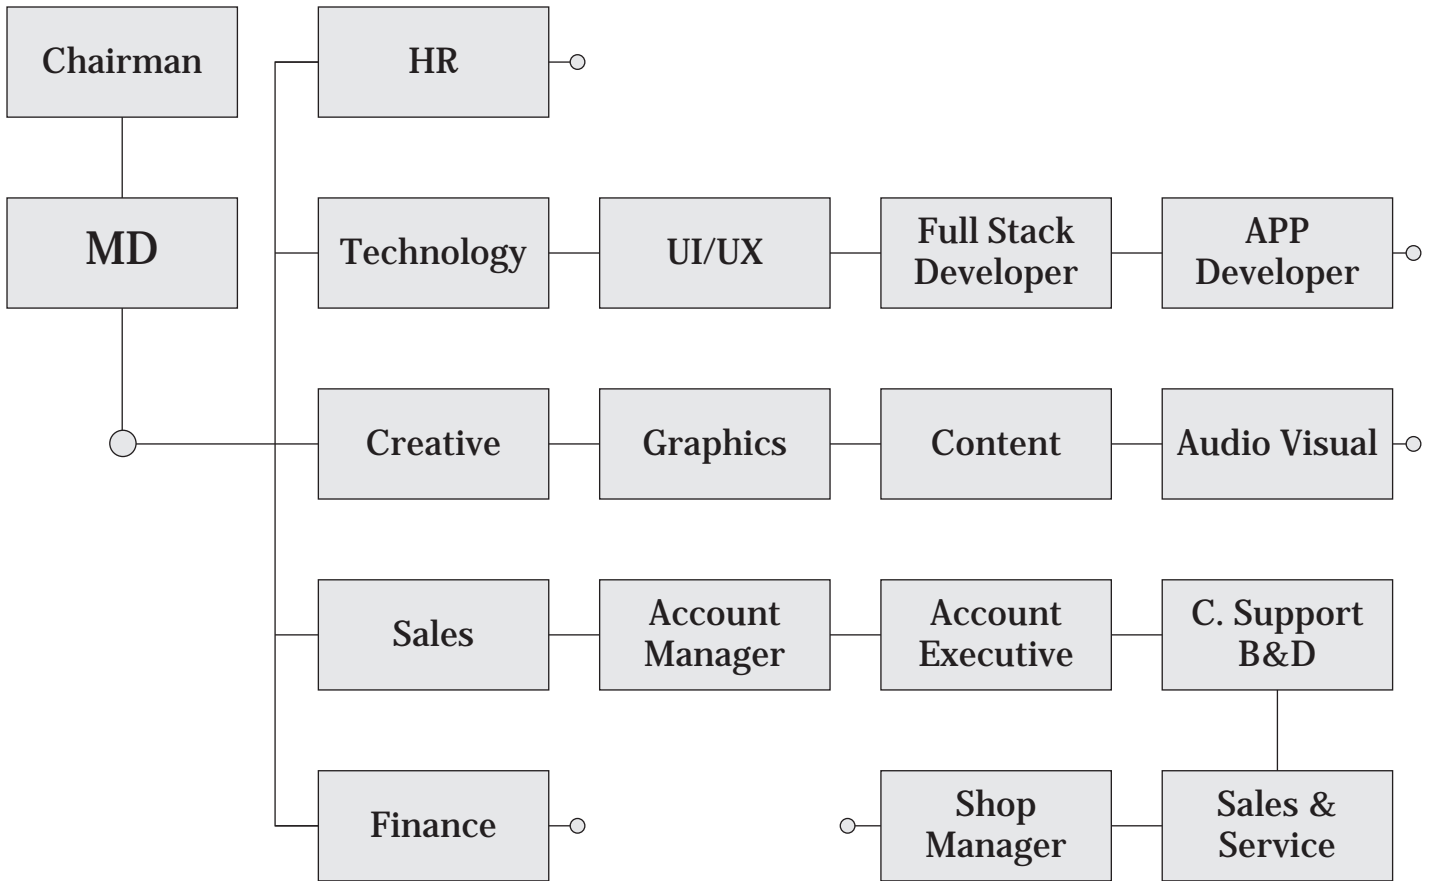 Chairman
HR
MD
Technology
UI/UX
Full Stack
Developer
APP
Developer
Creative
Graphics
Content
Audio Visual
Sales
Account
Manager
Account
Executive
C. Support
B&D
Finance
Shop
Manager
Sales &
Service